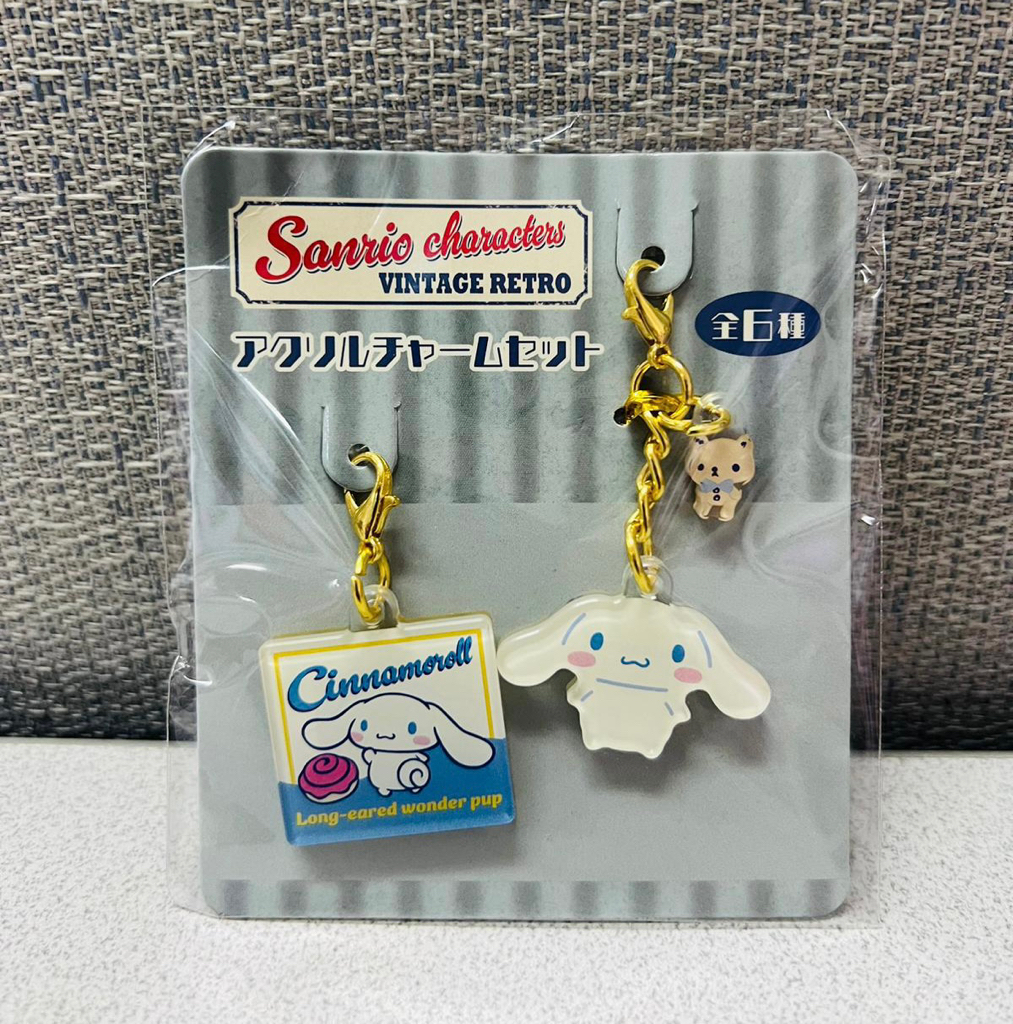 Sanrio characters
VINTAGE RETRO
アクリルチャームセット
全6種
Cinnamoroll
Long-eared wonder pup